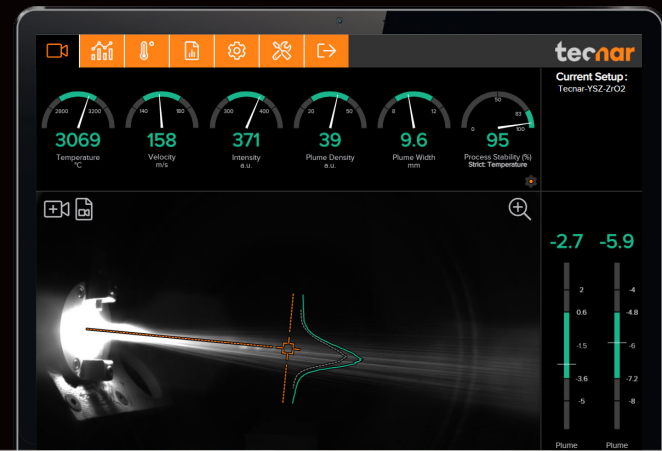 tecnar
Current Setup:
Tecnar-YSZ-ZrO2
2800 3200
3069
Temperature
°C
140 180
158
Velocity
m/s
300 400
371
Intensity
a.u.
20 60
39
Plume Density
a.u.
8 12
9.6
Plume Width
mm
50
83
0 100
95
Process Stability (%)
Strict: Temperature
-2.7 -5.9
2 -4
0.6 -4.8
-1.5 -6
-3.6 -7.2
-5 -8
Plume Plume